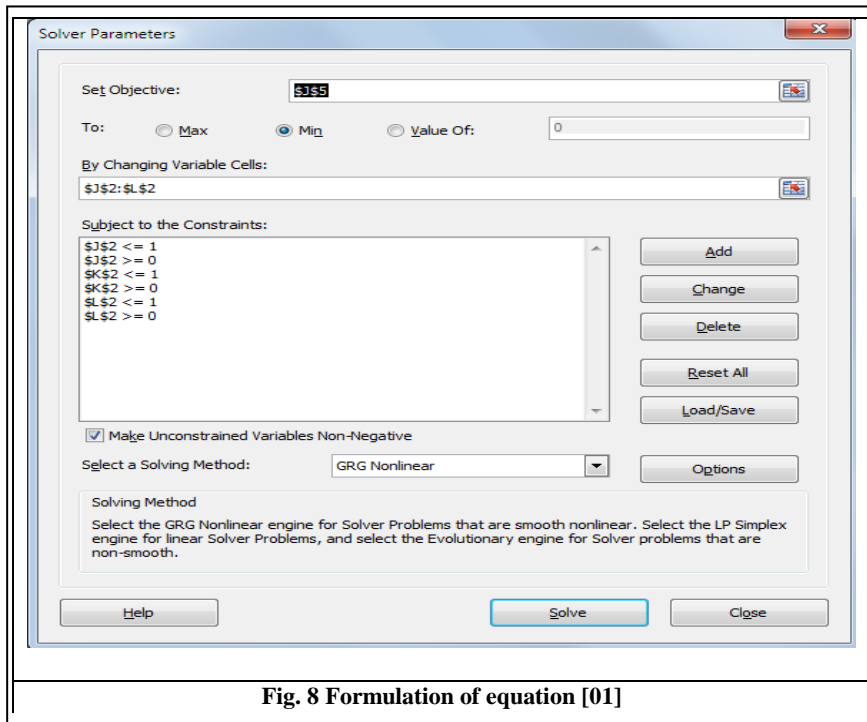 Solver Parameters
Set Objective:
$J$5
To:
Max
Min
Value Of:
0
By Changing Variable Cells:
$J$2:$L$2
Subject to the Constraints:
$J$2 <= 1
$J$2 >= 0
$K$2 <= 1
$K$2 >= 0
$L$2 <= 1
$L$2 >= 0
Add
Change
Delete
Reset All
Load/Save
Make Unconstrained Variables Non-Negative
Select a Solving Method:
GRG Nonlinear
Options
Solving Method
Select the GRG Nonlinear engine for Solver Problems that are smooth nonlinear. Select the LP Simplex
engine for linear Solver Problems, and select the Evolutionary engine for Solver problems that are
non-smooth.
Help
Solve
Close
Fig. 8 Formulation of equation [01]